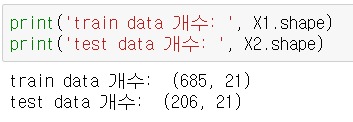 print('train data 개수: ', X1.shape)
print('test data 개수: ', X2.shape)
train data 개수:  (685, 21)
test data 개수:  (206, 21)